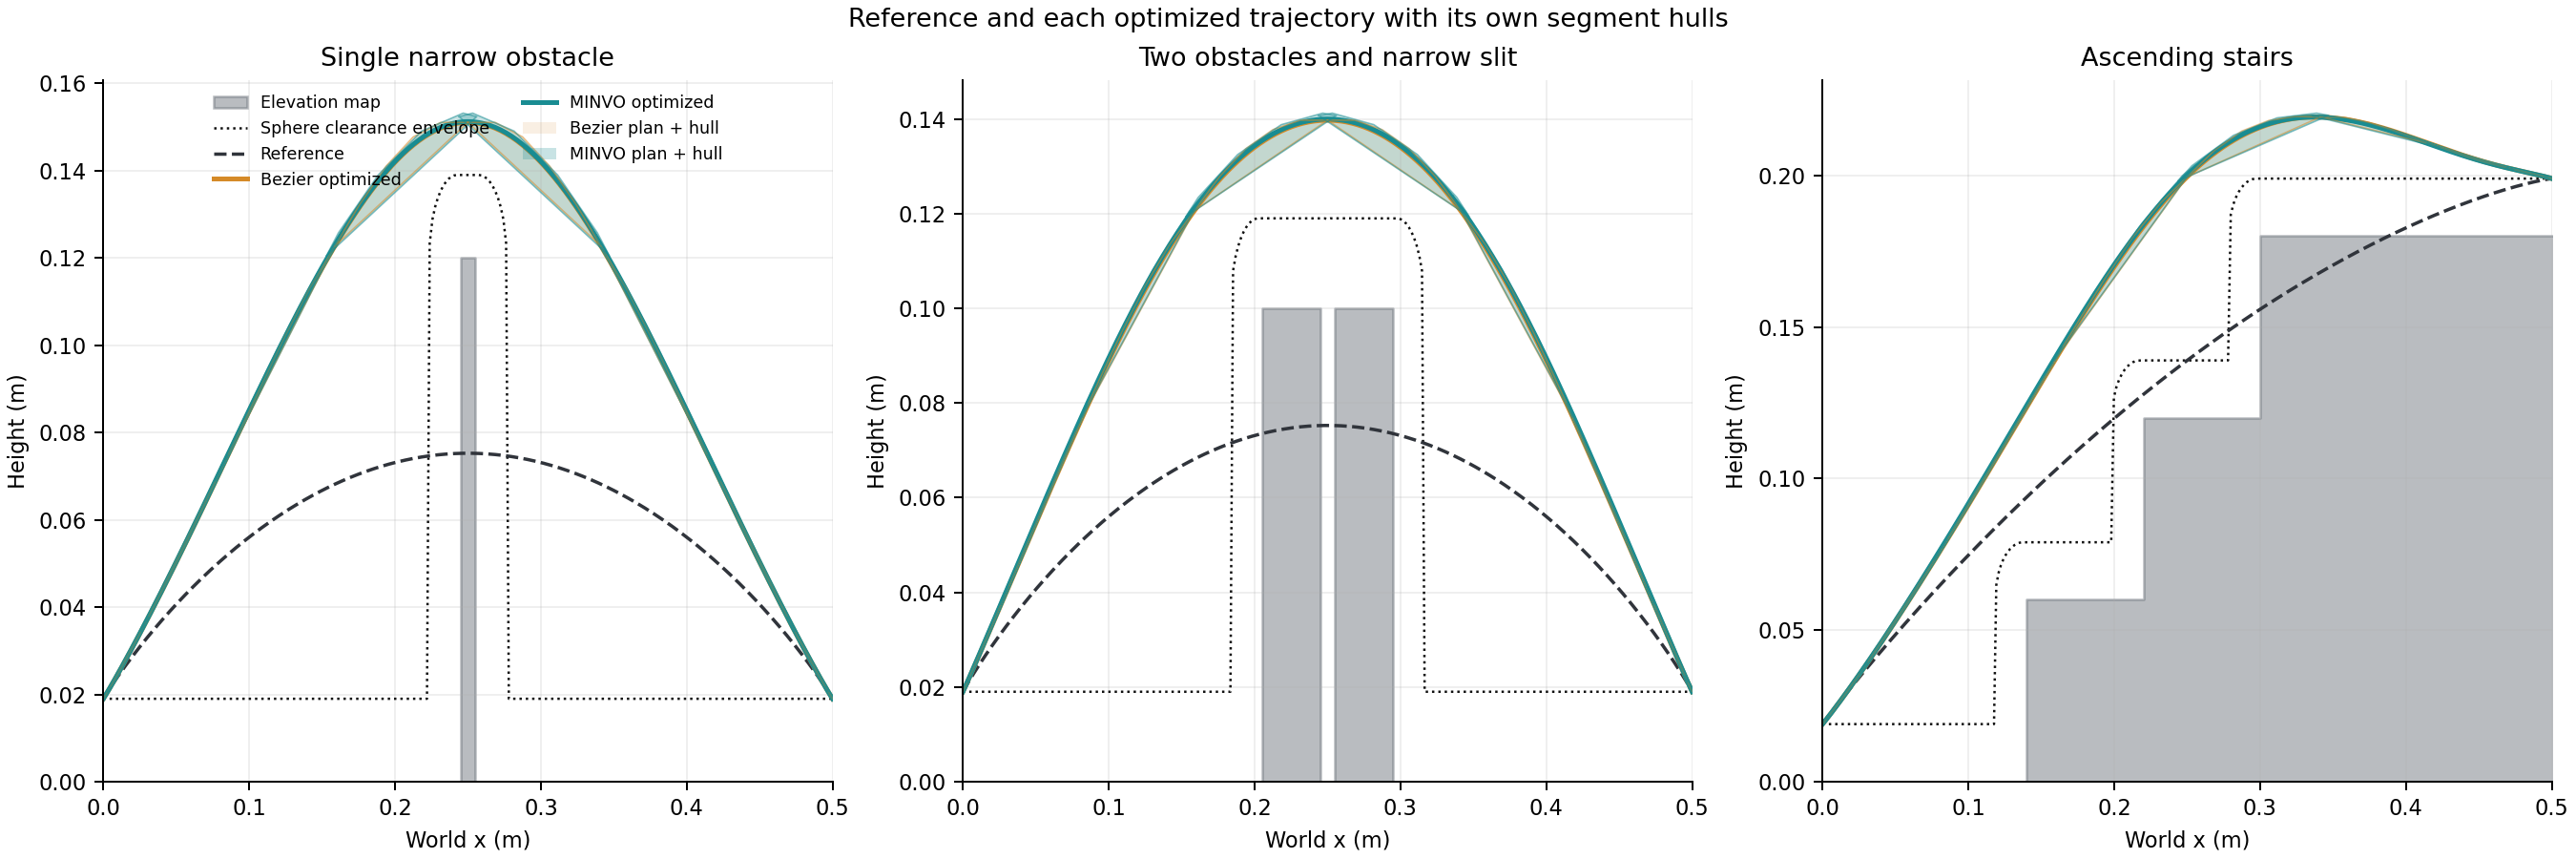 Reference and each optimized trajectory with its own segment hulls
Single narrow obstacle
Height (m)
0.16
0.14
0.12
0.10
0.08
0.06
0.04
0.02
0.00
Elevation map
Sphere clearance envelope
Reference
Bezier optimized
MINVO optimized
Bezier plan + hull
MINVO plan + hull
0.0 0.1 0.2 0.3 0.4 0.5
World x (m)
Two obstacles and narrow slit
Height (m)
0.14
0.12
0.10
0.08
0.06
0.04
0.02
0.00
0.0 0.1 0.2 0.3 0.4 0.5
World x (m)
Ascending stairs
Height (m)
0.20
0.15
0.10
0.05
0.00
0.0 0.1 0.2 0.3 0.4 0.5
World x (m)